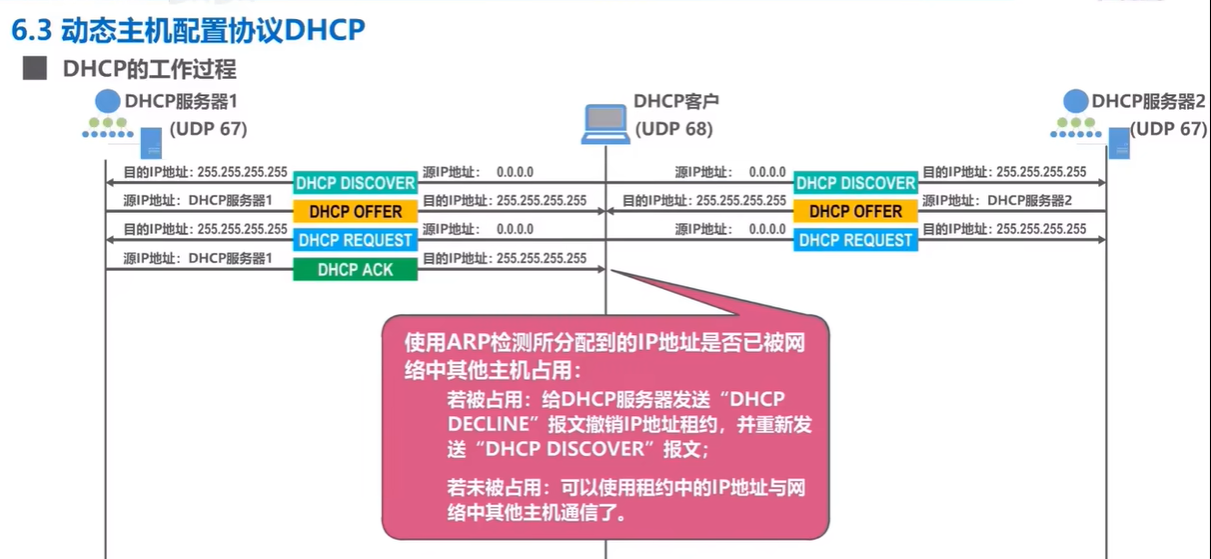 6.3 动态主机配置协议DHCP
DHCP的工作过程
DHCP服务器1
(UDP 67)
DHCP客户
(UDP 68)
DHCP服务器2
(UDP 67)
目的IP地址: 255.255.255.255 DHCP DISCOVER 源IP地址: 0.0.0.0 源IP地址: 0.0.0.0 DHCP DISCOVER 目的IP地址: 255.255.255.255
源IP地址: DHCP服务器1 DHCP OFFER 目的IP地址: 255.255.255.255 目的IP地址: 255.255.255.255 DHCP OFFER 源IP地址: DHCP服务器2
目的IP地址: 255.255.255.255 DHCP REQUEST 源IP地址: 0.0.0.0 源IP地址: 0.0.0.0 DHCP REQUEST 目的IP地址: 255.255.255.255
源IP地址: DHCP服务器1 DHCP ACK 目的IP地址: 255.255.255.255
使用ARP检测所分配到的IP地址是否已被网
络中其他主机占用:
若被占用: 给DHCP服务器发送“DHCP
DECLINE”报文撤销IP地址租约，并重新发
送“DHCP DISCOVER”报文;
若未被占用: 可以使用租约中的IP地址与网
络中其他主机通信了。